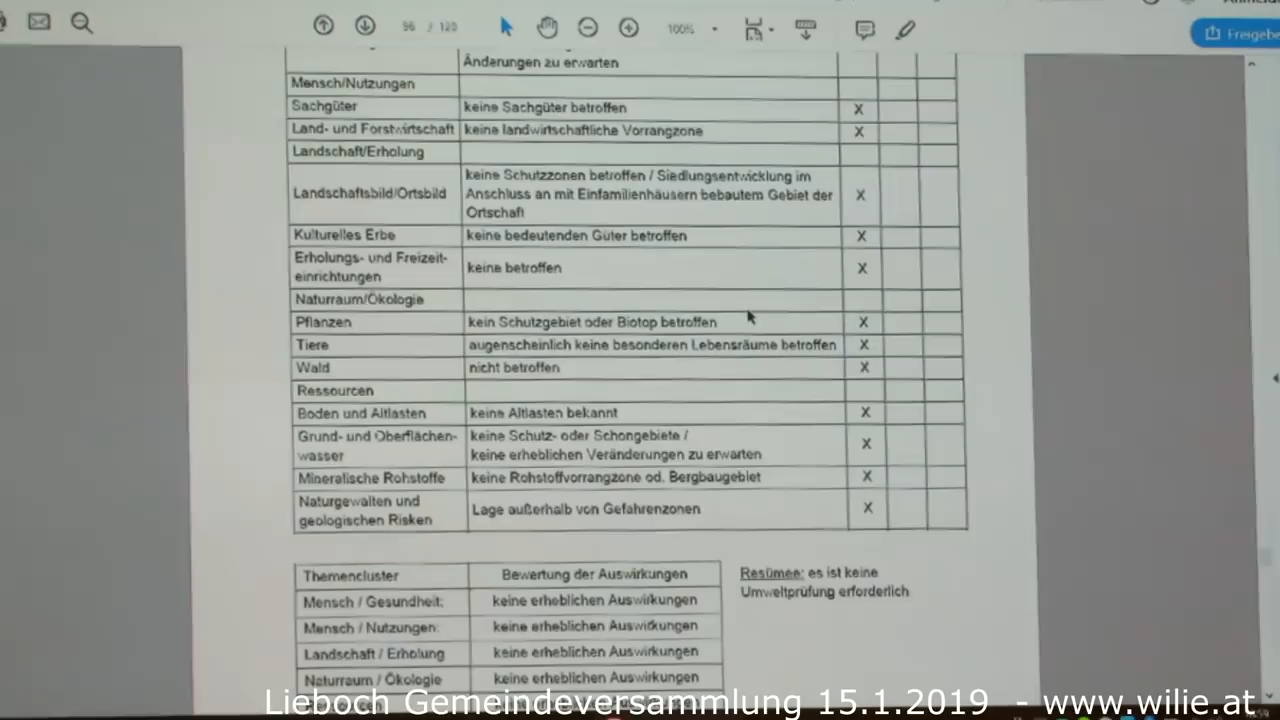 96 / 120
100%
Freigebe
Änderungen zu erwarten
Mensch/Nutzungen
Sachgüter keine Sachgüter betroffen X
Land- und Forstwirtschaft keine landwirtschaftliche Vorrangzone X
Landschaft/Erholung
keine Schutzzonen betroffen / Siedlungsentwicklung im
Landschaftsbild/Ortsbild Anschluss an mit Einfamilienhäusern bebautem Gebiet der X
Ortschaft
Kulturelles Erbe keine bedeutenden Güter betroffen X
Erholungs- und Freizeit-
einrichtungen keine betroffen X
Naturraum/Ökologie
Pflanzen kein Schutzgebiet oder Biotop betroffen X
Tiere augenscheinlich keine besonderen Lebensräume betroffen X
Wald nicht betroffen X
Ressourcen
Boden und Altlasten keine Altlasten bekannt X
Grund- und Oberflächen- keine Schutz- oder Schongebiete /
wasser keine erheblichen Veränderungen zu erwarten X
Mineralische Rohstoffe keine Rohstoffvorrangzone od. Bergbaugebiet X
Naturgewalten und
geologischen Risken Lage außerhalb von Gefahrenzonen X
Themencluster Bewertung der Auswirkungen
Mensch / Gesundheit: keine erheblichen Auswirkungen
Mensch / Nutzungen: keine erheblichen Auswirkungen
Landschaft / Erholung keine erheblichen Auswirkungen
Naturraum / Ökologie keine erheblichen Auswirkungen
Resümee: es ist keine
Umweltprüfung erforderlich
Lieboch Gemeindeversammlung 15.1.2019 - www.wilie.at